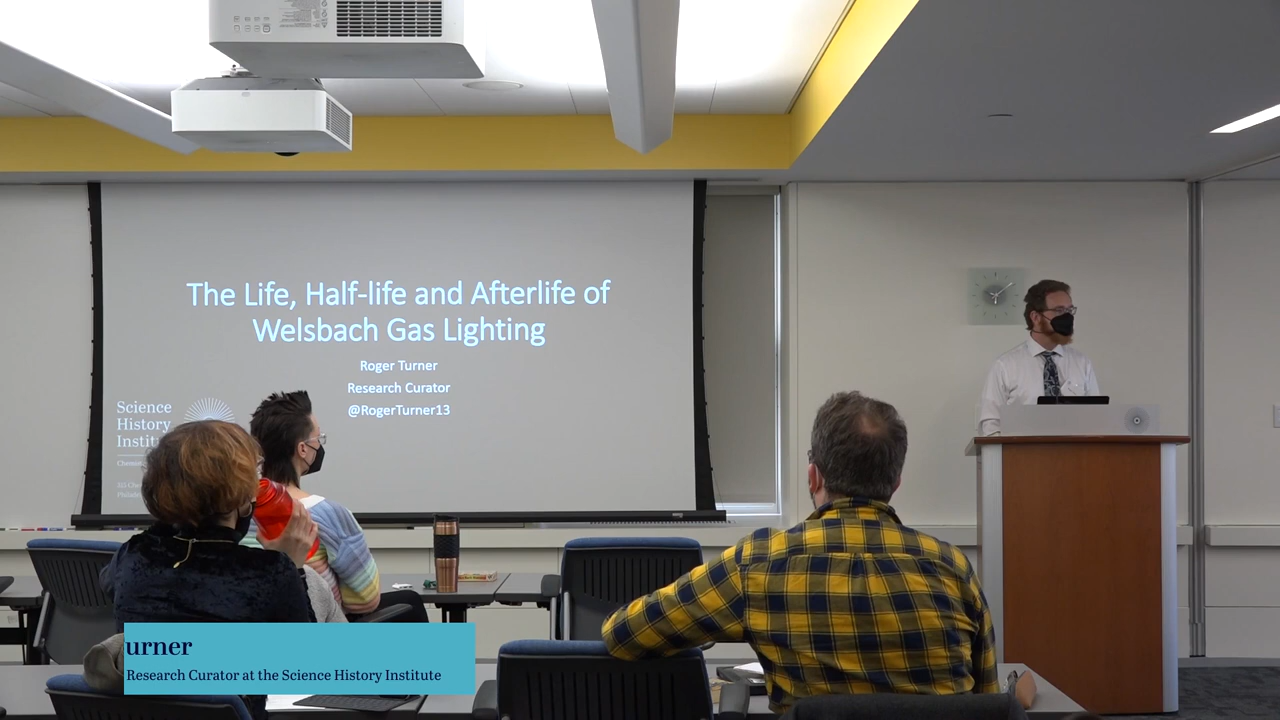 The Life, Half-life and Afterlife of
Welsbach Gas Lighting
Roger Turner
Research Curator
@RogerTurner13
Science
History
urner
Research Curator at the Science History Institute